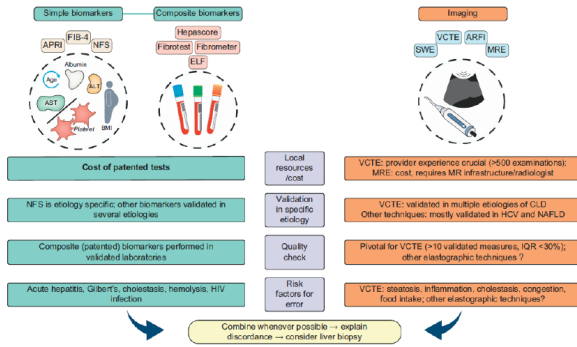 Simple biomarkers
Composite biomarkers
Imaging
APRI
FIB-4
NFS
Hepascore
Fibrotest
Fibrometer
ELF
SWE
VCTE
ARFI
MRE
Albumin
Age
ALT
AST
Platelet
BMI
Cost of patented tests
Local
resources
/cost
VCTE: provider experience crucial (>500 examinations);
MRE: cost, requires MR infrastructure/radiologist
NFS is etiology specific; other biomarkers validated in
several etiologies
Validation
in specific
etiology
VCTE: validated in multiple etiologies of CLD
Other techniques: mostly validated in HCV and NAFLD
Composite (patented) biomarkers performed in
validated laboratories
Quality
check
Pivotal for VCTE (>10 validated measures, IQR <30%);
other elastographic techniques ?
Acute hepatitis, Gilbert's, cholestasis, hemolysis, HIV
infection
Risk
factors for
error
VCTE: steatosis, inflammation, cholestasis, congestion,
food intake; other elastographic techniques?
Combine whenever possible → explain
discordance → consider liver biopsy